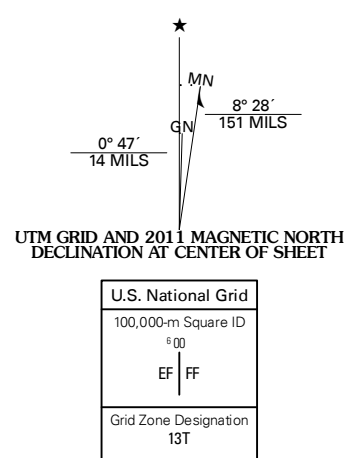 ★
MN
GN
8° 28´
151 MILS
0° 47´
14 MILS
UTM GRID AND 2011 MAGNETIC NORTH
DECLINATION AT CENTER OF SHEET
U.S. National Grid
100,000-m Square ID
⁶00
EF FF
Grid Zone Designation
13T